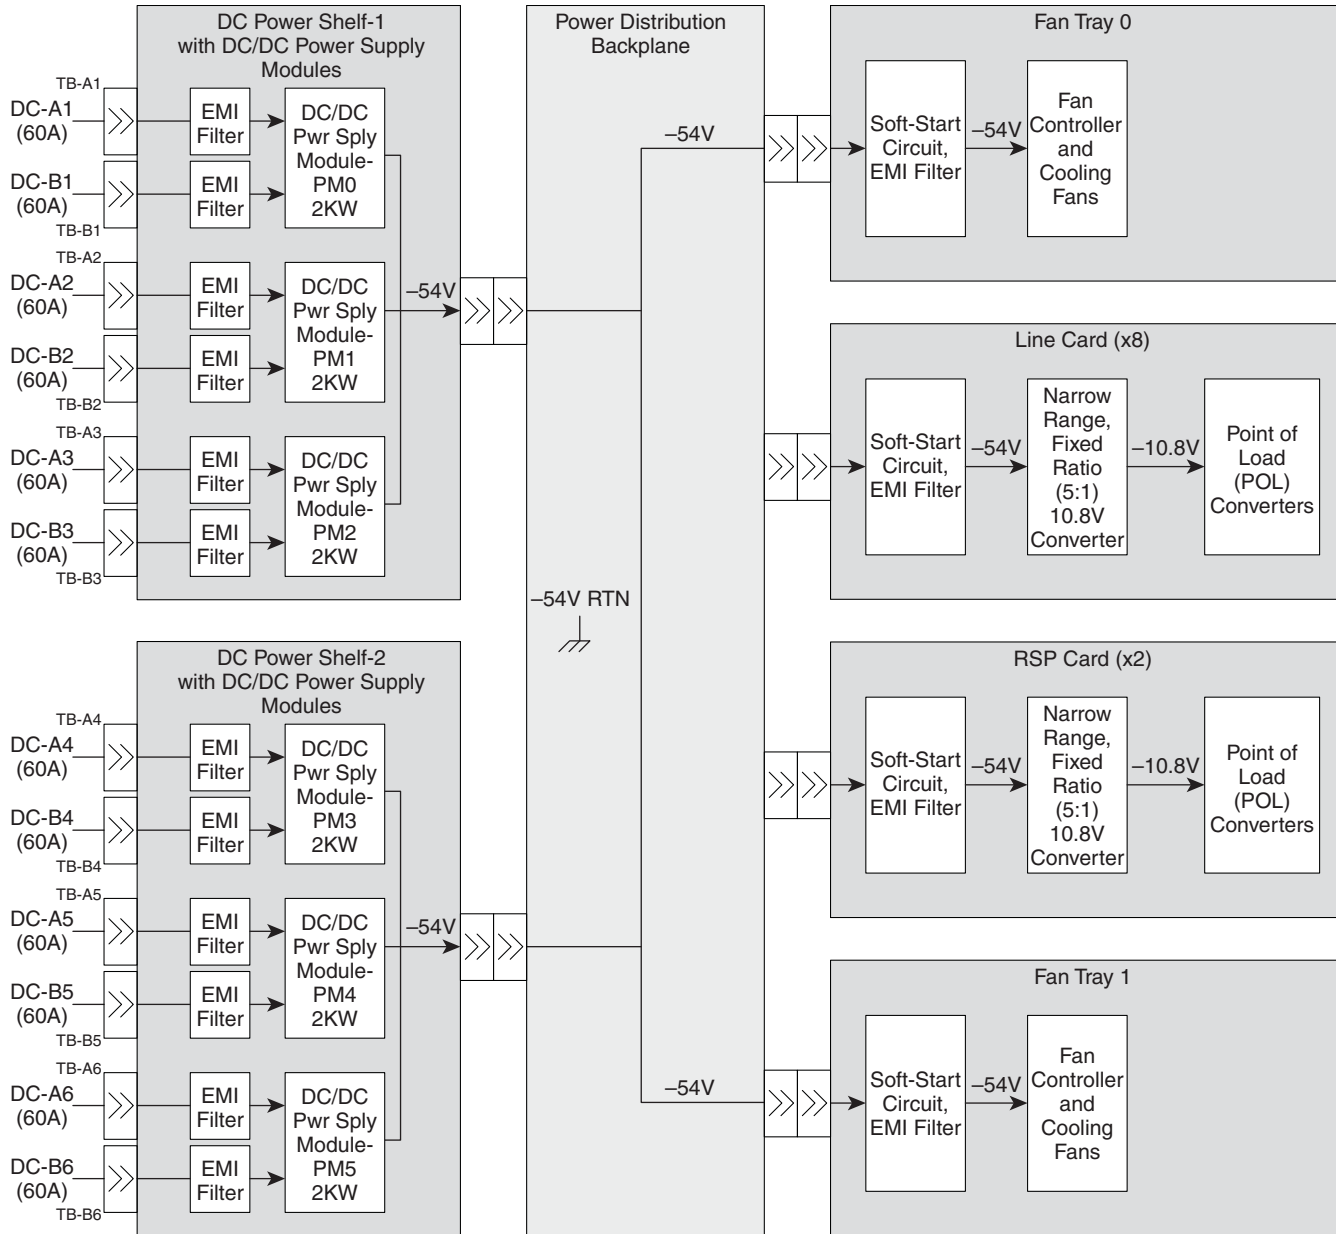 DC Power Shelf-1
with DC/DC Power Supply
Modules
TB-A1
DC-A1
(60A)
EMI
Filter
DC/DC
Pwr Sply
Module-
PM0
2KW
DC-B1
(60A)
EMI
Filter
TB-B1
TB-A2
DC-A2
(60A)
EMI
Filter
DC/DC
Pwr Sply
Module-
PM1
2KW
–54V
DC-B2
(60A)
EMI
Filter
TB-B2
TB-A3
DC-A3
(60A)
EMI
Filter
DC/DC
Pwr Sply
Module-
PM2
2KW
DC-B3
(60A)
EMI
Filter
TB-B3
DC Power Shelf-2
with DC/DC Power Supply
Modules
TB-A4
DC-A4
(60A)
EMI
Filter
DC/DC
Pwr Sply
Module-
PM3
2KW
DC-B4
(60A)
EMI
Filter
TB-B4
TB-A5
DC-A5
(60A)
EMI
Filter
DC/DC
Pwr Sply
Module-
PM4
2KW
–54V
DC-B5
(60A)
EMI
Filter
TB-B5
TB-A6
DC-A6
(60A)
EMI
Filter
DC/DC
Pwr Sply
Module-
PM5
2KW
DC-B6
(60A)
EMI
Filter
TB-B6
Power Distribution
Backplane
–54V
–54V RTN
–54V
Fan Tray 0
Soft-Start
Circuit,
EMI Filter
–54V
Fan
Controller
and
Cooling
Fans
Line Card (x8)
Soft-Start
Circuit,
EMI Filter
–54V
Narrow
Range,
Fixed
Ratio
(5:1)
10.8V
Converter
–10.8V
Point of
Load
(POL)
Converters
RSP Card (x2)
Soft-Start
Circuit,
EMI Filter
–54V
Narrow
Range,
Fixed
Ratio
(5:1)
10.8V
Converter
–10.8V
Point of
Load
(POL)
Converters
Fan Tray 1
Soft-Start
Circuit,
EMI Filter
–54V
Fan
Controller
and
Cooling
Fans